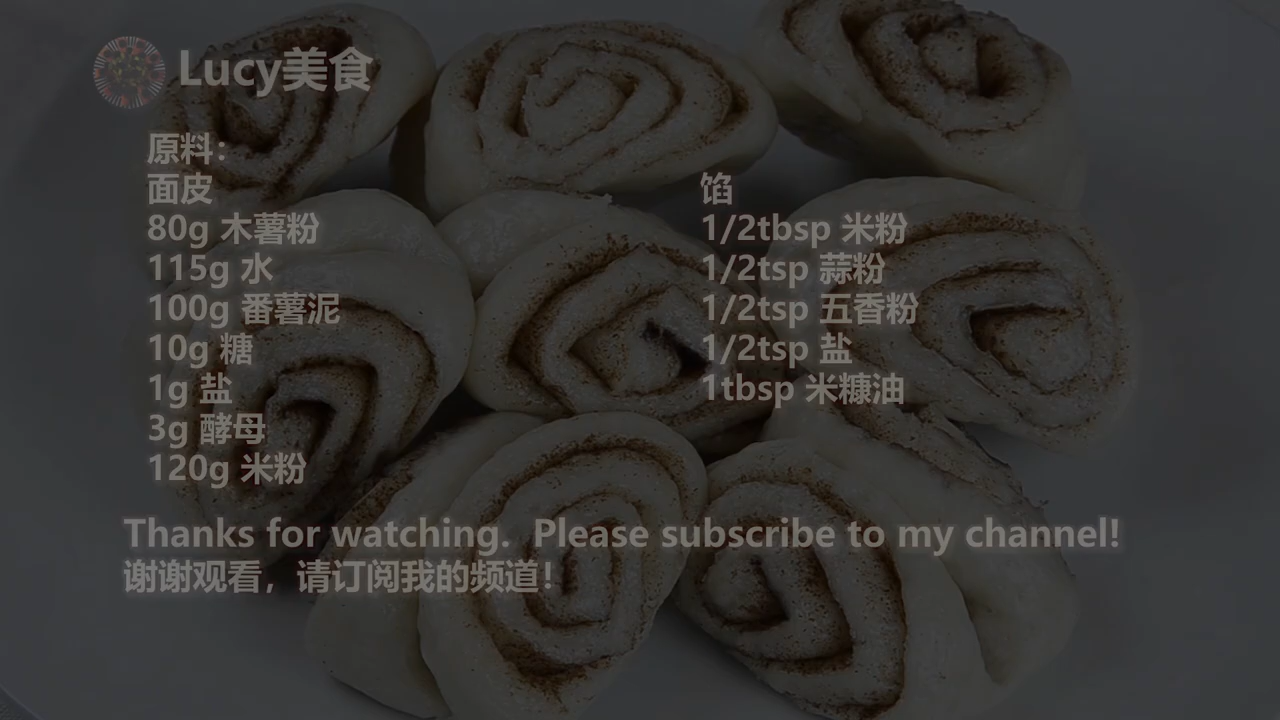 Lucy美食
原料：
面皮
80g 木薯粉
115g 水
100g 番薯泥
10g 糖
1g 盐
3g 酵母
120g 米粉
馅
1/2tbsp 米粉
1/2tsp 蒜粉
1/2tsp 五香粉
1/2tsp 盐
1tbsp 米糠油
Thanks for watching.  Please subscribe to my channel!
谢谢观看，请订阅我的频道！